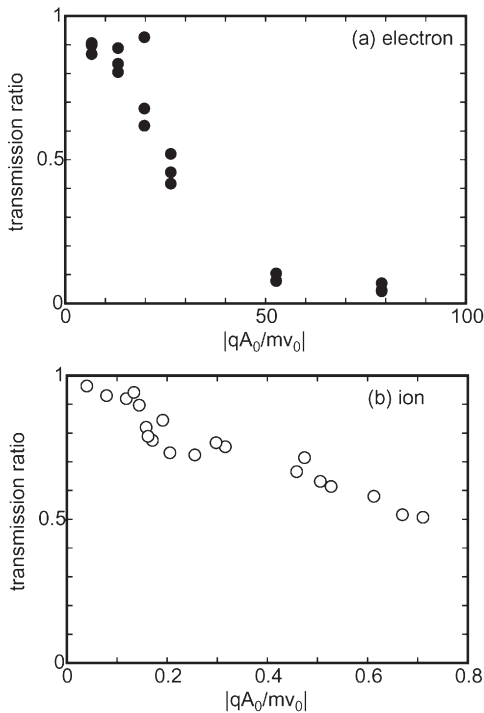 1
(a) electron
transmission ratio
0.5
0
0 50 100
|qA₀/mv₀|
1
(b) ion
transmission ratio
0.5
0
0 0.2 0.4 0.6 0.8
|qA₀/mv₀|